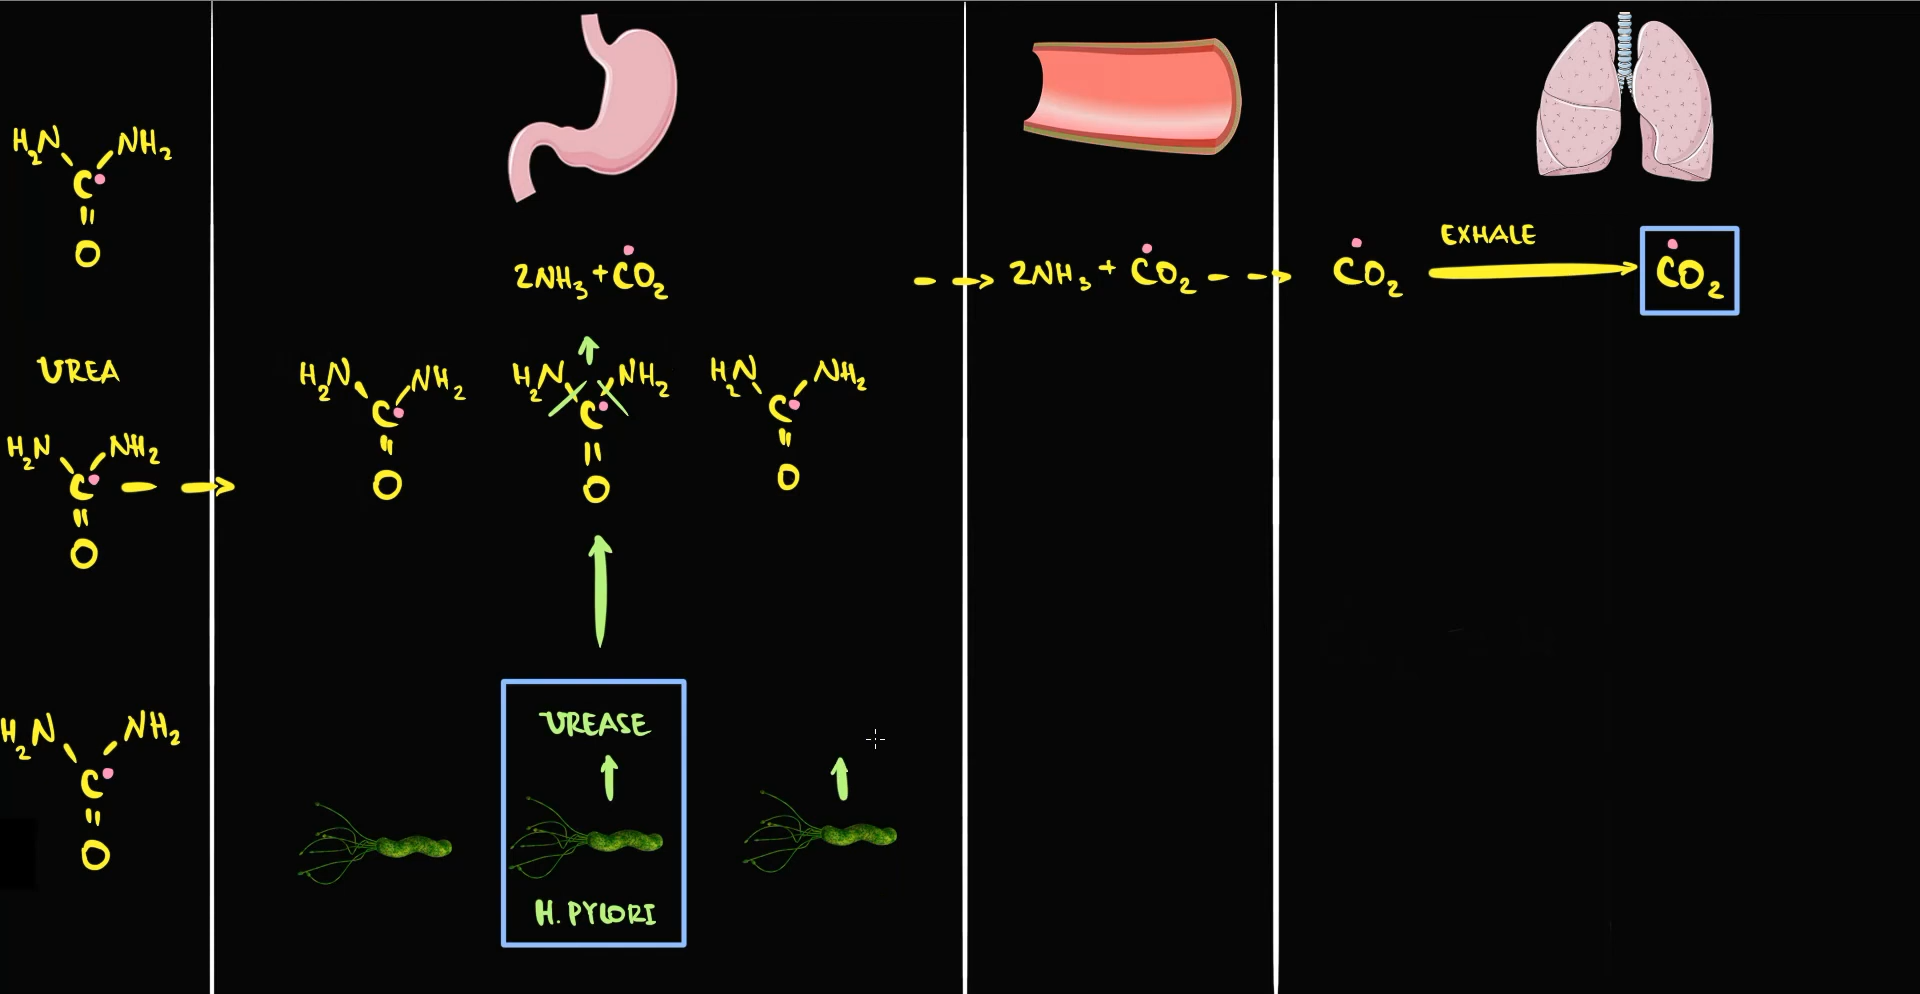 H₂N NH₂
C
O
UREA
H₂N NH₂
C
O
H₂N NH₂
C
O
2NH₃ + CO₂
H₂N NH₂
C
O
H₂N NH₂
C
O
H₂N NH₂
C
O
UREASE
H. PYLORI
2NH₃ + CO₂
CO₂
EXHALE
CO₂